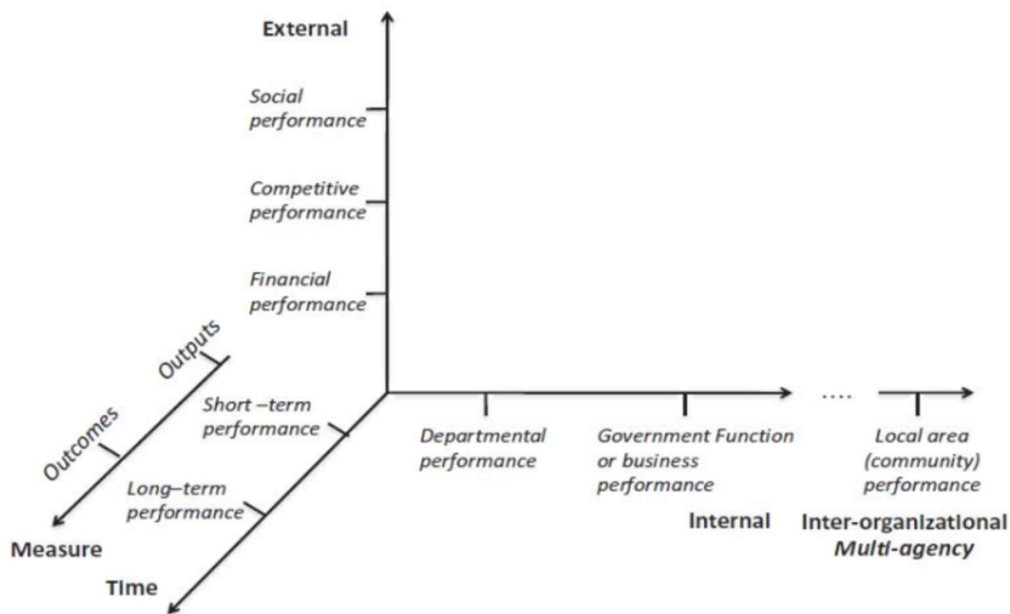 External
Social
performance
Competitive
performance
Financial
performance
Outputs
Outcomes
Measure
Short –term
performance
Long–term
performance
Time
Departmental
performance
Government Function
or business
performance
Internal
....
Local area
(community)
performance
Inter-organizational
Multi-agency